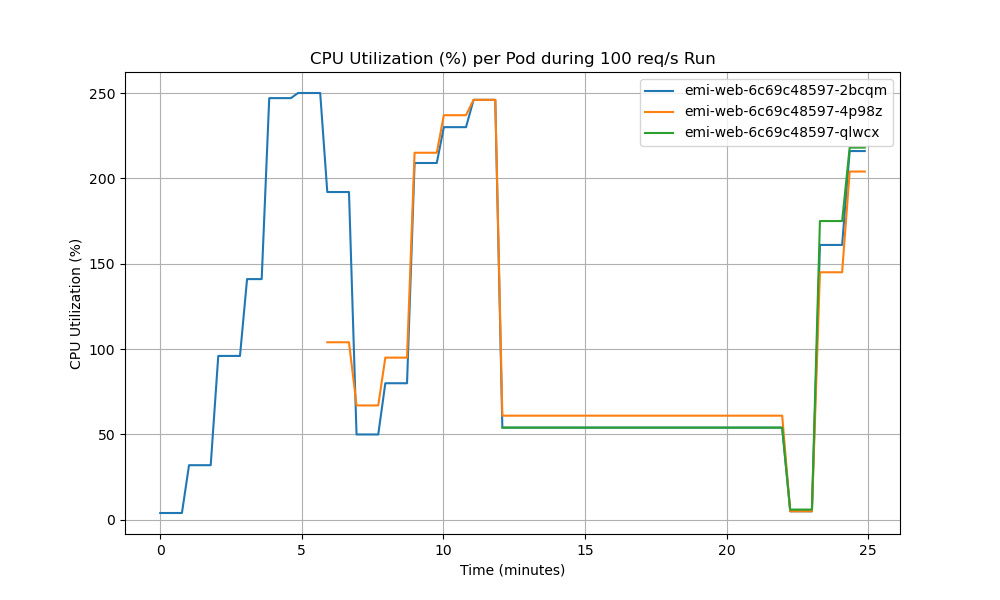 CPU Utilization (%) per Pod during 100 req/s Run
emi-web-6c69c48597-2bcqm
emi-web-6c69c48597-4p98z
emi-web-6c69c48597-qlwcx
CPU Utilization (%)
250
200
150
100
50
0
0 5 10 15 20 25
Time (minutes)